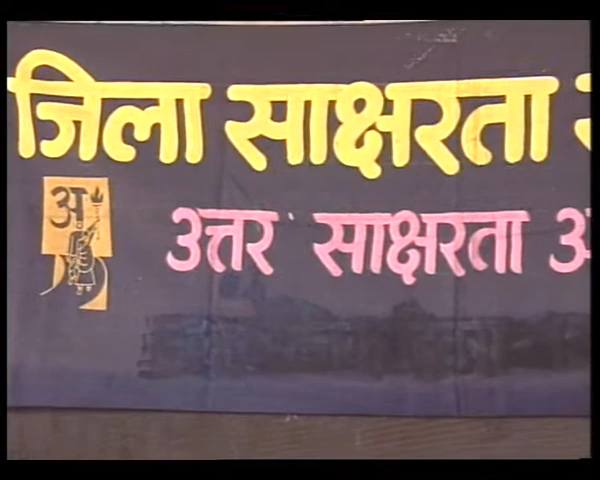 जिला साक्षरता
अ
उत्तर साक्षरता